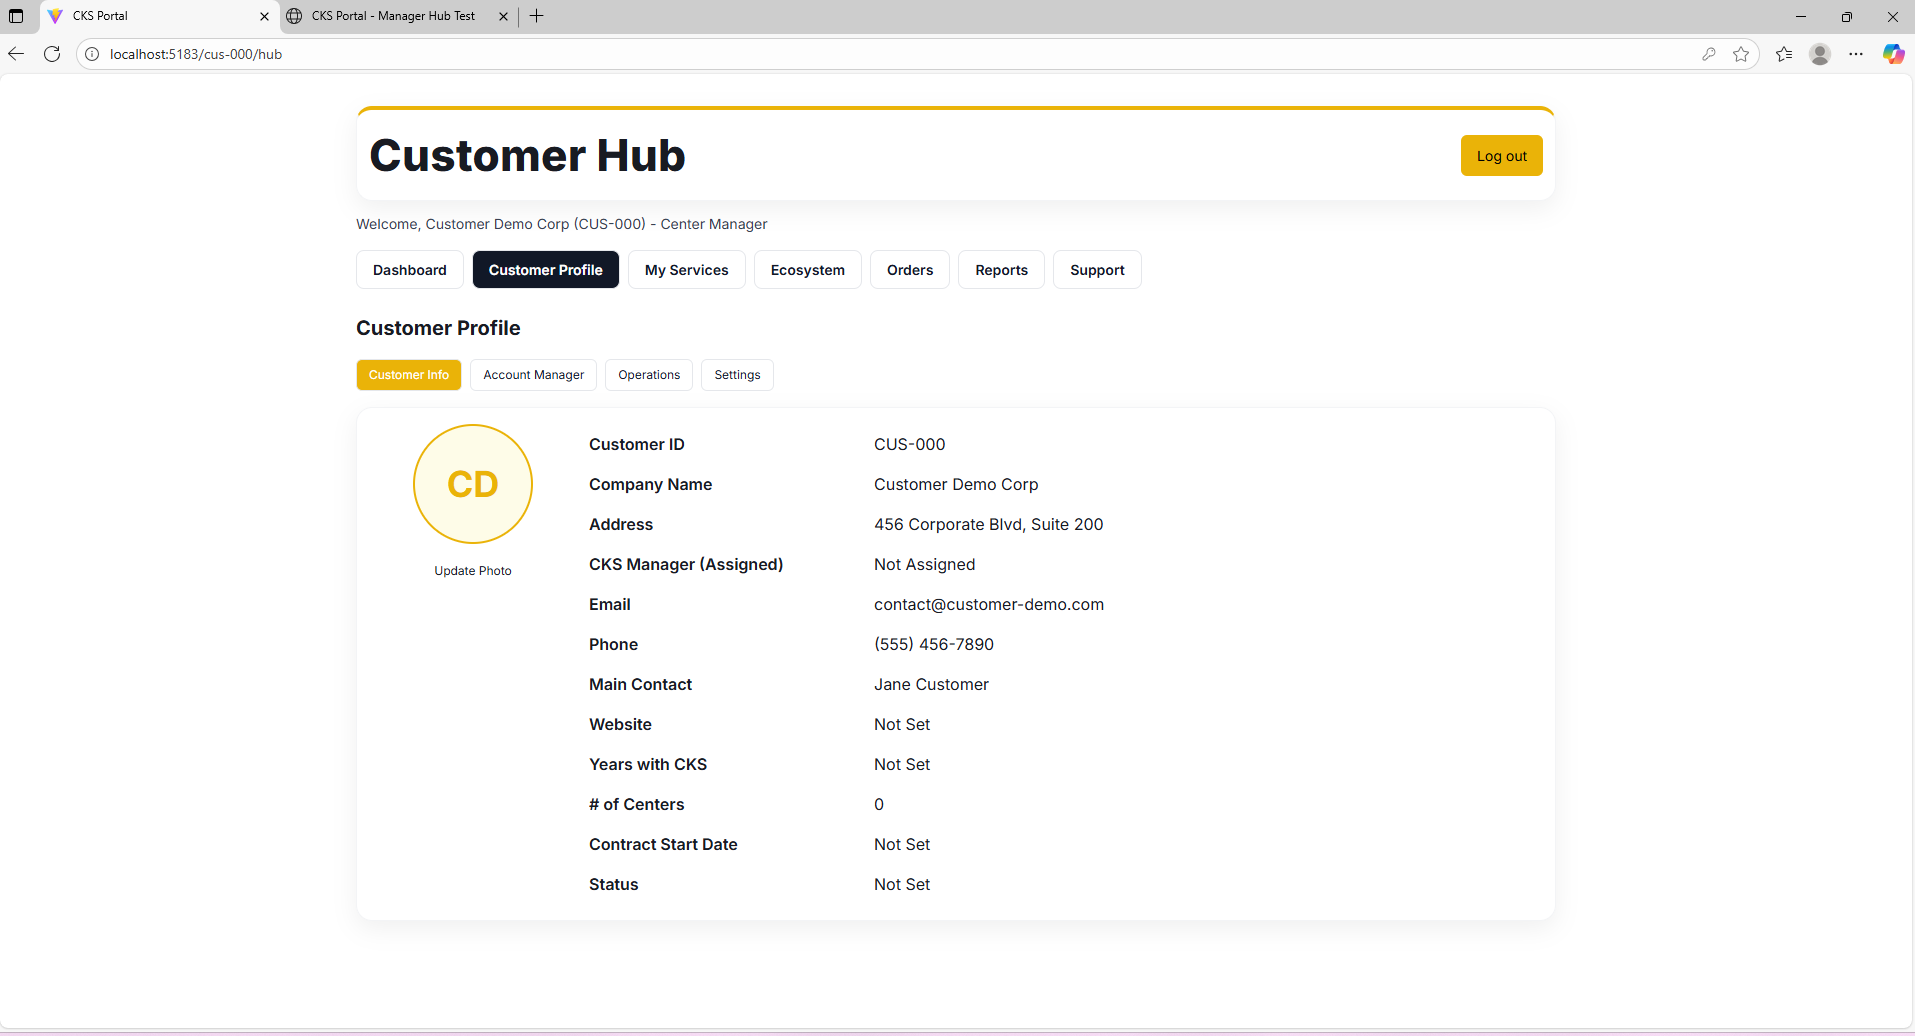 CKS Portal
CKS Portal - Manager Hub Test
localhost:5183/cus-000/hub
Customer Hub
Log out
Welcome, Customer Demo Corp (CUS-000) - Center Manager
Dashboard Customer Profile My Services Ecosystem Orders Reports Support
Customer Profile
Customer Info Account Manager Operations Settings
CD
Update Photo
Customer ID CUS-000
Company Name Customer Demo Corp
Address 456 Corporate Blvd, Suite 200
CKS Manager (Assigned) Not Assigned
Email contact@customer-demo.com
Phone (555) 456-7890
Main Contact Jane Customer
Website Not Set
Years with CKS Not Set
# of Centers 0
Contract Start Date Not Set
Status Not Set